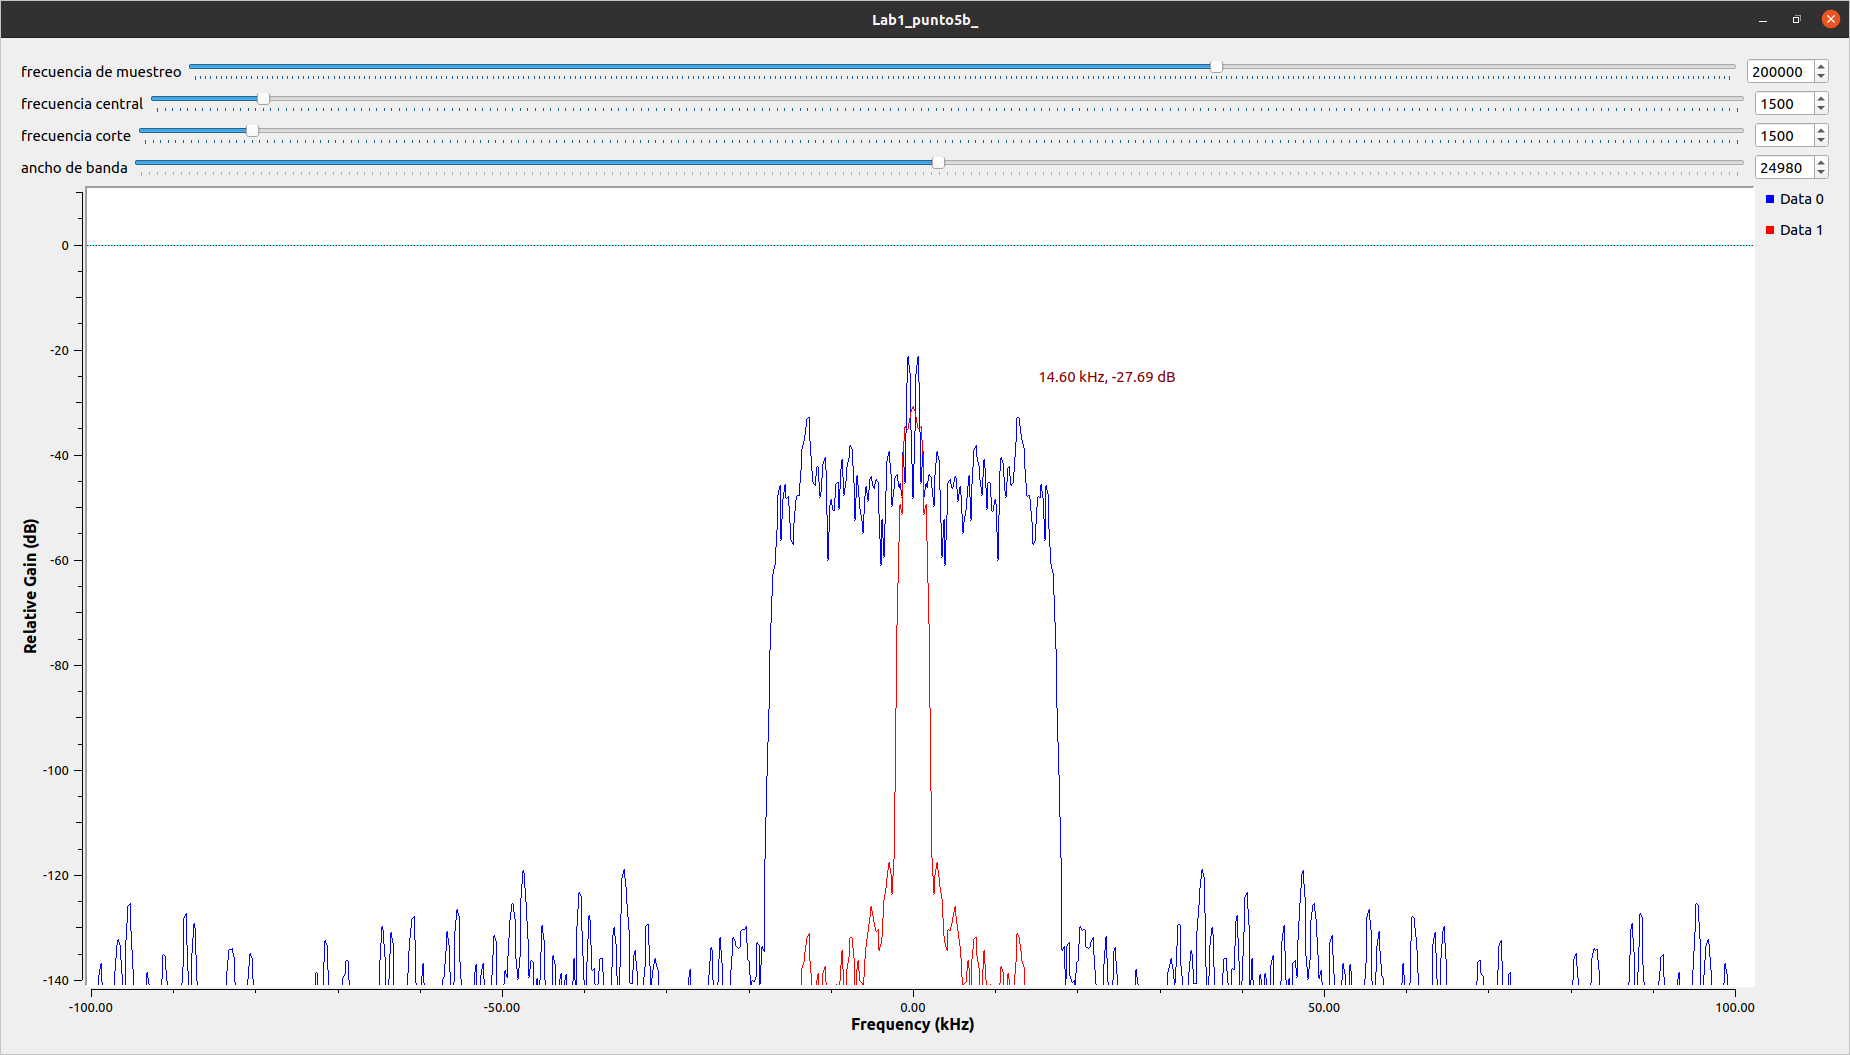 Lab1_punto5b_
frecuencia de muestreo 200000
frecuencia central 1500
frecuencia corte 1500
ancho de banda 24980
Data 0
Data 1
0
-20
-40
-60
-80
-100
-120
-140
Relative Gain (dB)
14.60 kHz, -27.69 dB
-100.00 -50.00 0.00 50.00 100.00
Frequency (kHz)